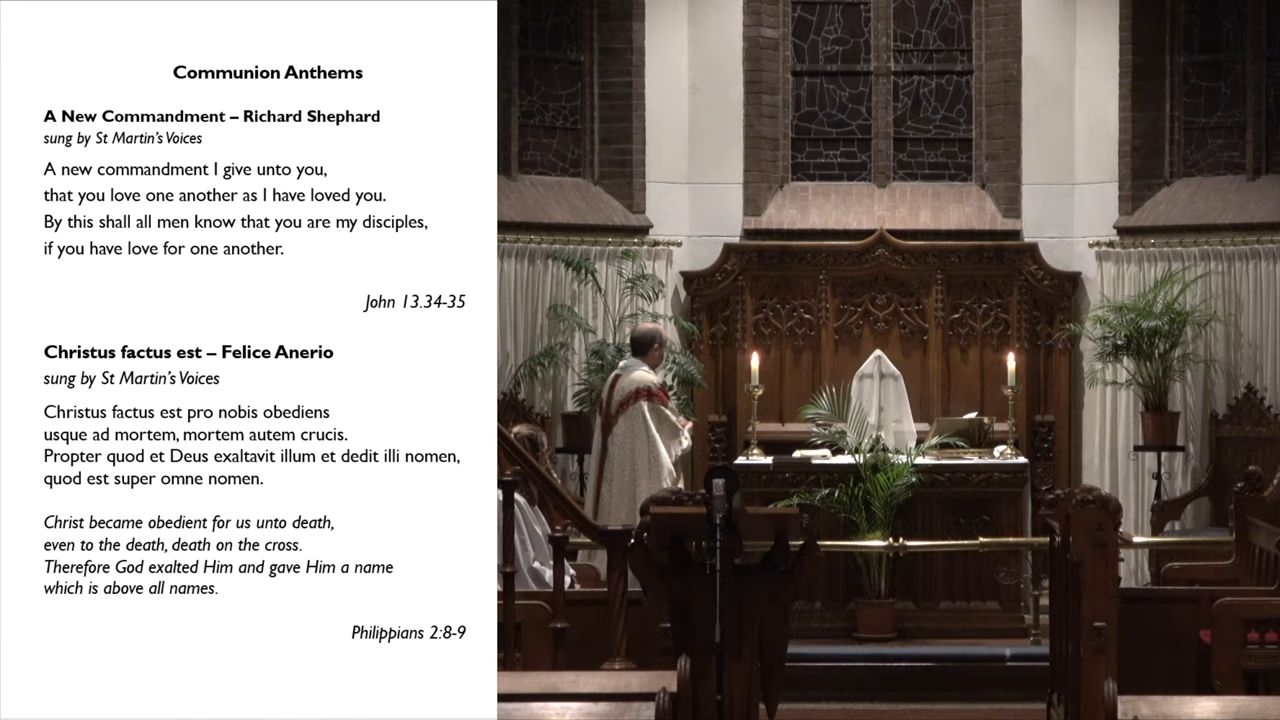 Communion Anthems
A New Commandment – Richard Shephard
sung by St Martin's Voices
A new commandment I give unto you,
that you love one another as I have loved you.
By this shall all men know that you are my disciples,
if you have love for one another.
John 13.34-35
Christus factus est – Felice Anerio
sung by St Martin's Voices
Christus factus est pro nobis obediens
usque ad mortem, mortem autem crucis.
Propter quod et Deus exaltavit illum et dedit illi nomen,
quod est super omne nomen.
Christ became obedient for us unto death,
even to the death, death on the cross.
Therefore God exalted Him and gave Him a name
which is above all names.
Philippians 2:8-9